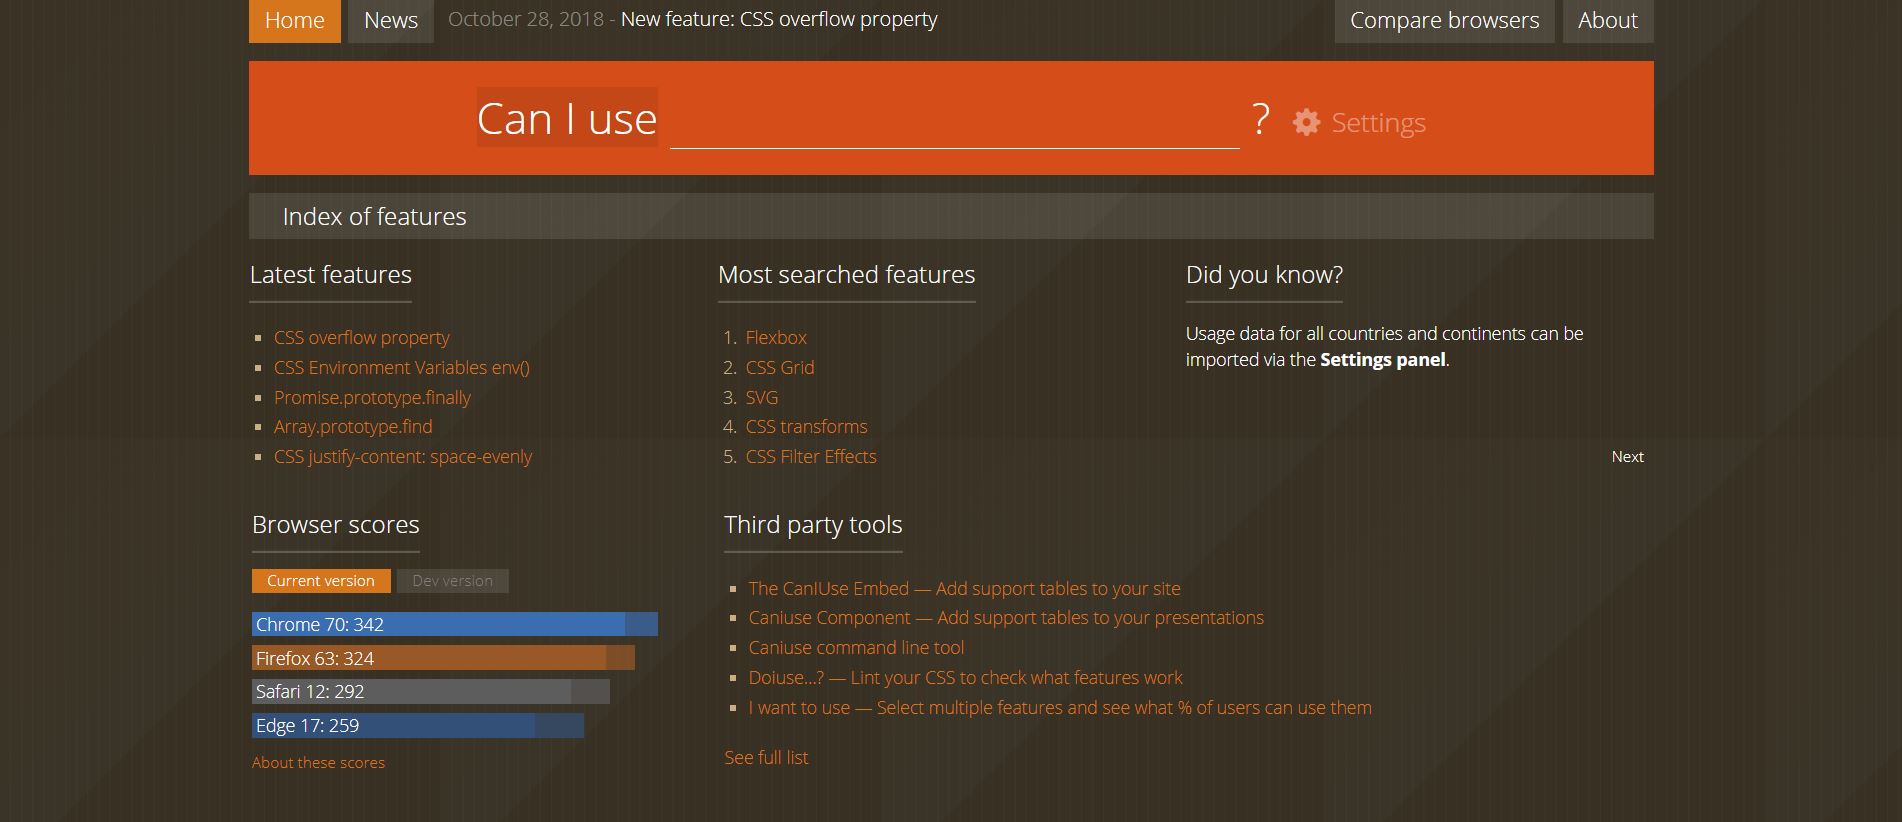 Home News October 28, 2018 - New feature: CSS overflow property Compare browsers About
Can I use ? Settings
Index of features
Latest features
CSS overflow property
CSS Environment Variables env()
Promise.prototype.finally
Array.prototype.find
CSS justify-content: space-evenly
Most searched features
1. Flexbox
2. CSS Grid
3. SVG
4. CSS transforms
5. CSS Filter Effects
Did you know?
Usage data for all countries and continents can be
imported via the Settings panel.
Next
Browser scores
Current version Dev version
Chrome 70: 342
Firefox 63: 324
Safari 12: 292
Edge 17: 259
About these scores
Third party tools
The CanIUse Embed — Add support tables to your site
Caniuse Component — Add support tables to your presentations
Caniuse command line tool
Doiuse...? — Lint your CSS to check what features work
I want to use — Select multiple features and see what % of users can use them
See full list